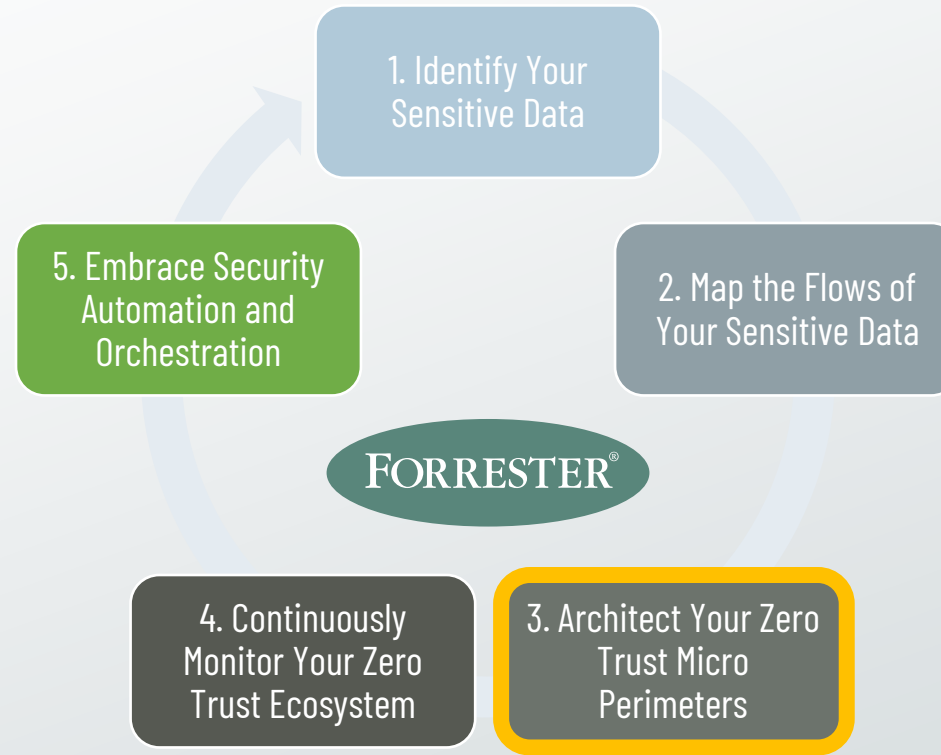 1. Identify Your
Sensitive Data
2. Map the Flows of
Your Sensitive Data
3. Architect Your Zero
Trust Micro
Perimeters
4. Continuously
Monitor Your Zero
Trust Ecosystem
5. Embrace Security
Automation and
Orchestration
FORRESTER®